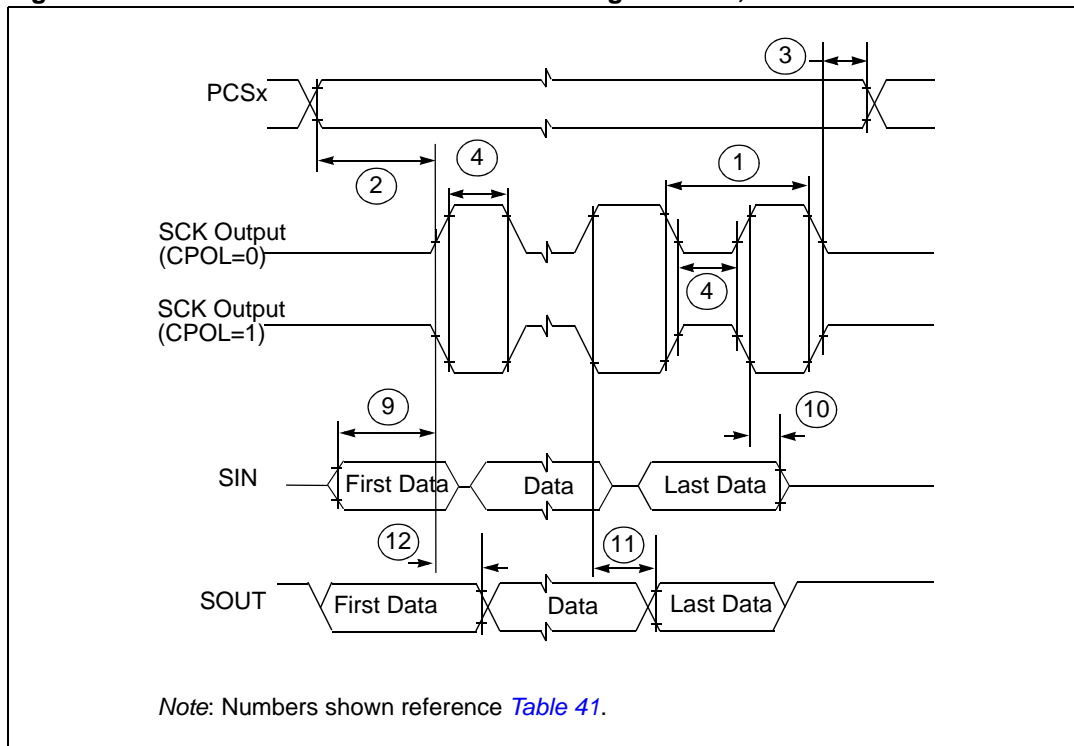 3
PCSx
4
1
2
SCK Output
(CPOL=0)
4
SCK Output
(CPOL=1)
9
10
SIN
First Data
Data
Last Data
12
11
SOUT
First Data
Data
Last Data
Note: Numbers shown reference Table 41.